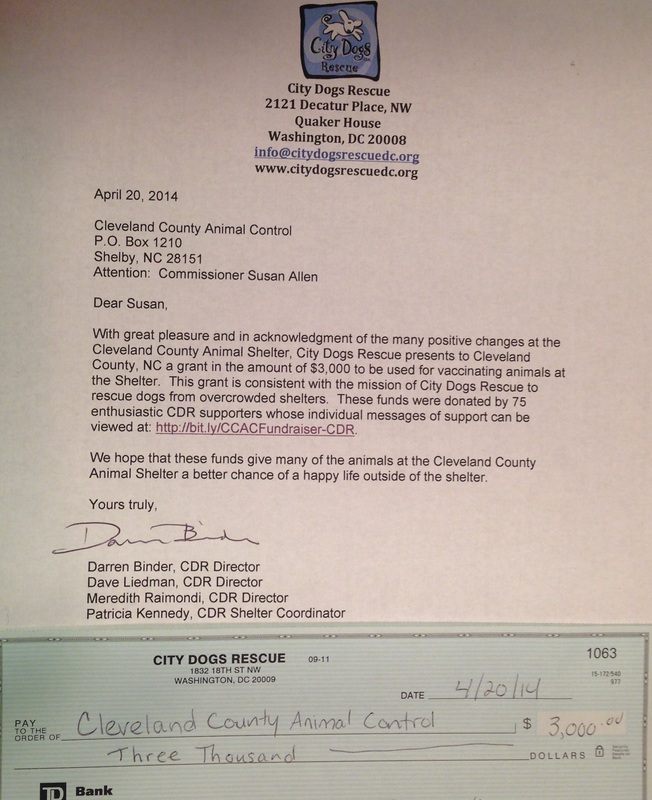 City Dogs
Rescue
City Dogs Rescue
2121 Decatur Place, NW
Quaker House
Washington, DC 20008
info@citydogsrescuedc.org
www.citydogsrescuedc.org
April 20, 2014
Cleveland County Animal Control
P.O. Box 1210
Shelby, NC 28151
Attention: Commissioner Susan Allen
Dear Susan,
With great pleasure and in acknowledgment of the many positive changes at the
Cleveland County Animal Shelter, City Dogs Rescue presents to Cleveland
County, NC a grant in the amount of $3,000 to be used for vaccinating animals at
the Shelter. This grant is consistent with the mission of City Dogs Rescue to
rescue dogs from overcrowded shelters. These funds were donated by 75
enthusiastic CDR supporters whose individual messages of support can be
viewed at: http://bit.ly/CCACFundraiser-CDR.
We hope that these funds give many of the animals at the Cleveland County
Animal Shelter a better chance of a happy life outside of the shelter.
Yours truly,
Darren Binder
Darren Binder, CDR Director
Dave Liedman, CDR Director
Meredith Raimondi, CDR Director
Patricia Kennedy, CDR Shelter Coordinator
CITY DOGS RESCUE 09-11 1063
1832 18TH ST NW
WASHINGTON, DC 20009
15-172/540
677
DATE 4/20/14
PAY
TO THE
ORDER OF Cleveland County Animal Control $ 3,000.00
Three Thousand DOLLARS
TD Bank